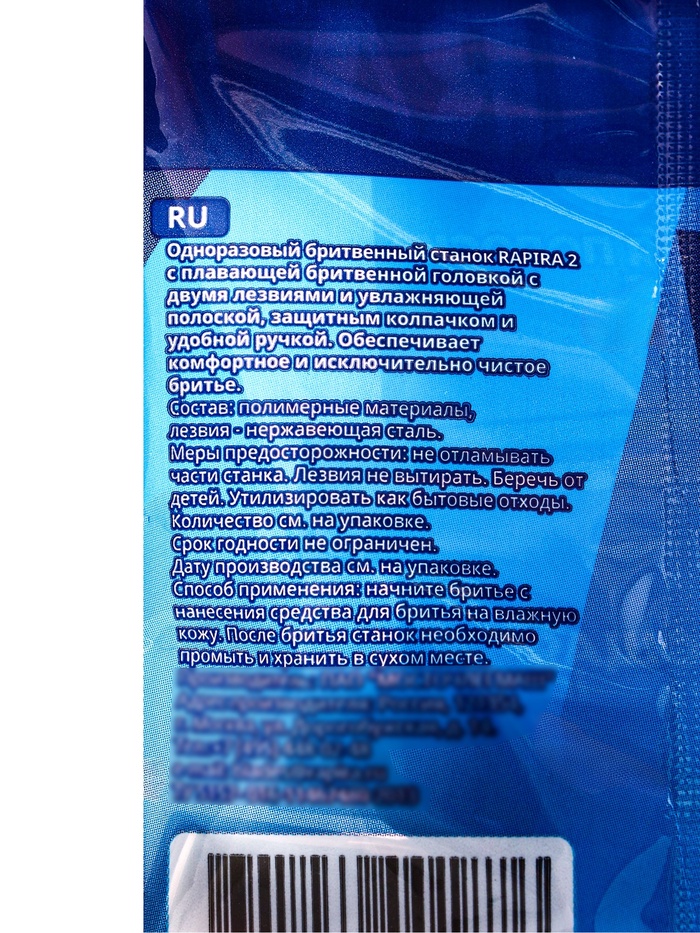 RU
Одноразовый бритвенный станок RAPIRA 2
с плавающей бритвенной головкой с
двумя лезвиями и увлажняющей
полоской, защитным колпачком и
удобной ручкой. Обеспечивает
комфортное и исключительно чистое
бритье.
Состав: полимерные материалы,
лезвия - нержавеющая сталь.
Меры предосторожности: не отламывать
части станка. Лезвия не вытирать. Беречь от
детей. Утилизировать как бытовые отходы.
Количество см. на упаковке.
Срок годности не ограничен.
Дату производства см. на упаковке.
Способ применения: начните бритье с
нанесения средства для бритья на влажную
кожу. После бритья станок необходимо
промыть и хранить в сухом месте.